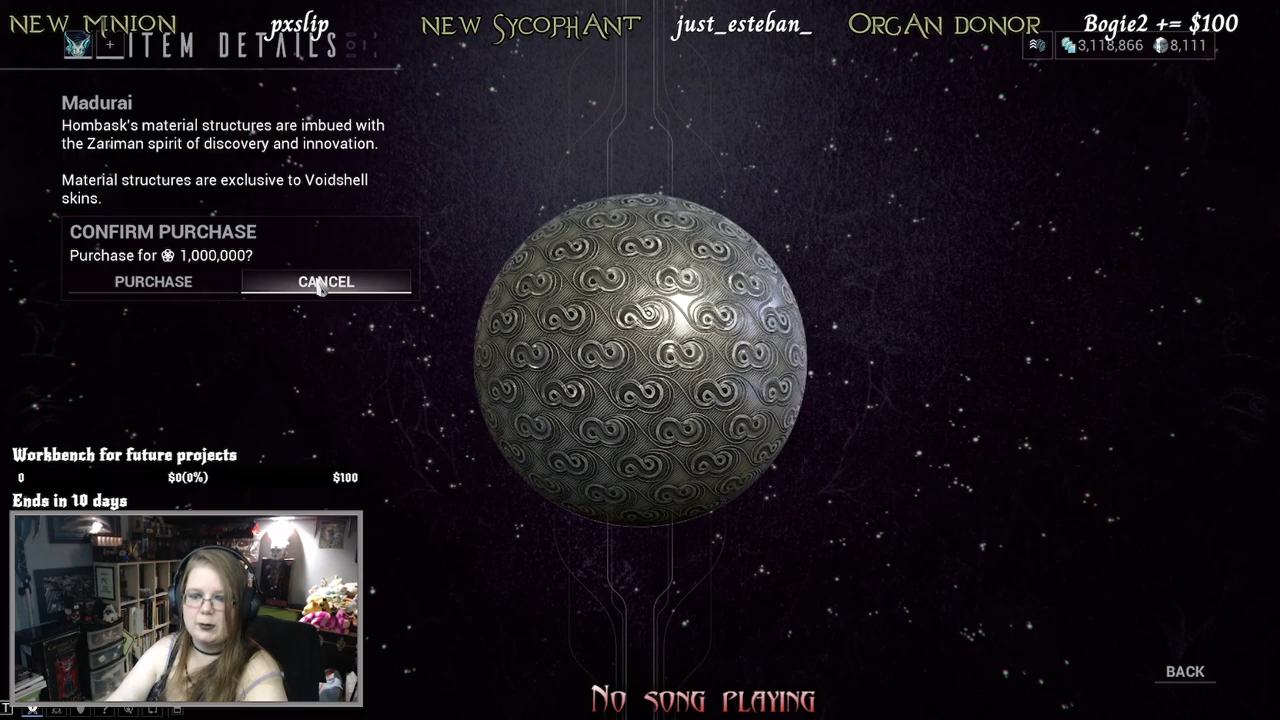 NEW MINION pxslip NEW SYCOPHANT just_esteban_ ORGAN DONOR Bogie2 += $100
ITEM DETAILS
3,118,866 8,111
Madurai
Hombask's material structures are imbued with
the Zariman spirit of discovery and innovation.
Material structures are exclusive to Voidshell
skins.
CONFIRM PURCHASE
Purchase for 1,000,000?
PURCHASE CANCEL
Workbench for future projects
0 $0(0%) $100
Ends in 10 days
BACK
No song playing
T